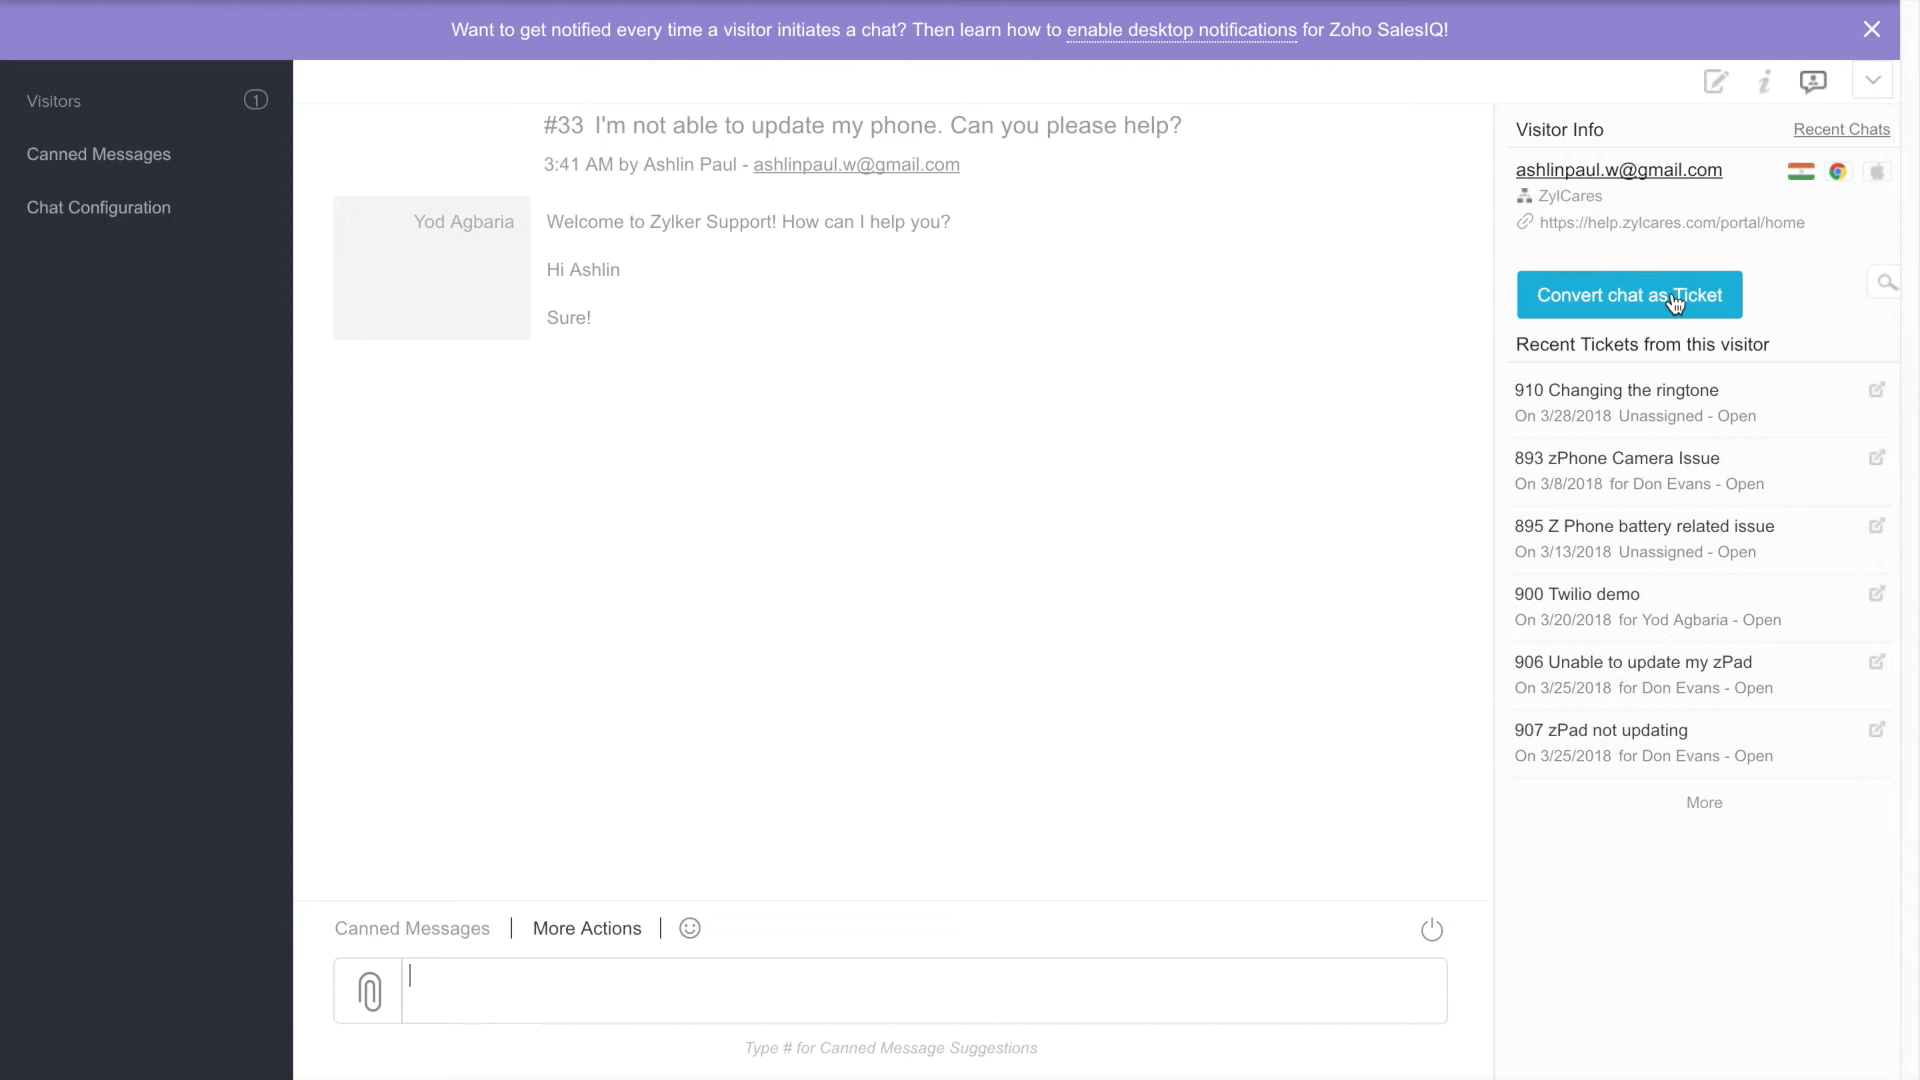 Want to get notified every time a visitor initiates a chat? Then learn how to enable desktop notifications for Zoho SalesIQ!
Visitors 1
Canned Messages
Chat Configuration
#33 I'm not able to update my phone. Can you please help?
3:41 AM by Ashlin Paul - ashlinpaul.w@gmail.com
Yod Agbaria
Welcome to Zylker Support! How can I help you?
Hi Ashlin
Sure!
Canned Messages | More Actions |
Type # for Canned Message Suggestions
Visitor Info
Recent Chats
ashlinpaul.w@gmail.com
ZylCares
https://help.zylcares.com/portal/home
Convert chat as Ticket
Recent Tickets from this visitor
910 Changing the ringtone
On 3/28/2018 Unassigned - Open
893 zPhone Camera Issue
On 3/8/2018 for Don Evans - Open
895 Z Phone battery related issue
On 3/13/2018 Unassigned - Open
900 Twilio demo
On 3/20/2018 for Yod Agbaria - Open
906 Unable to update my zPad
On 3/25/2018 for Don Evans - Open
907 zPad not updating
On 3/25/2018 for Don Evans - Open
More